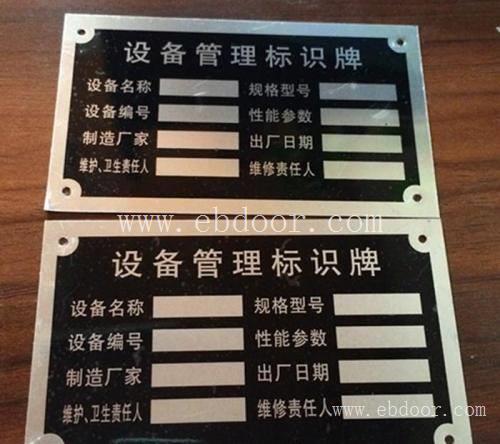 设备管理标识牌
设备名称 规格型号
设备编号 性能参数
制造厂家 出厂日期
维护、卫生责任人 维修责任人
www.ebdoor.com
设备管理标识牌
设备名称 规格型号
设备编号 性能参数
制造厂家 出厂日期
维护、卫生责任人 维修责任人
www.ebdoor.com